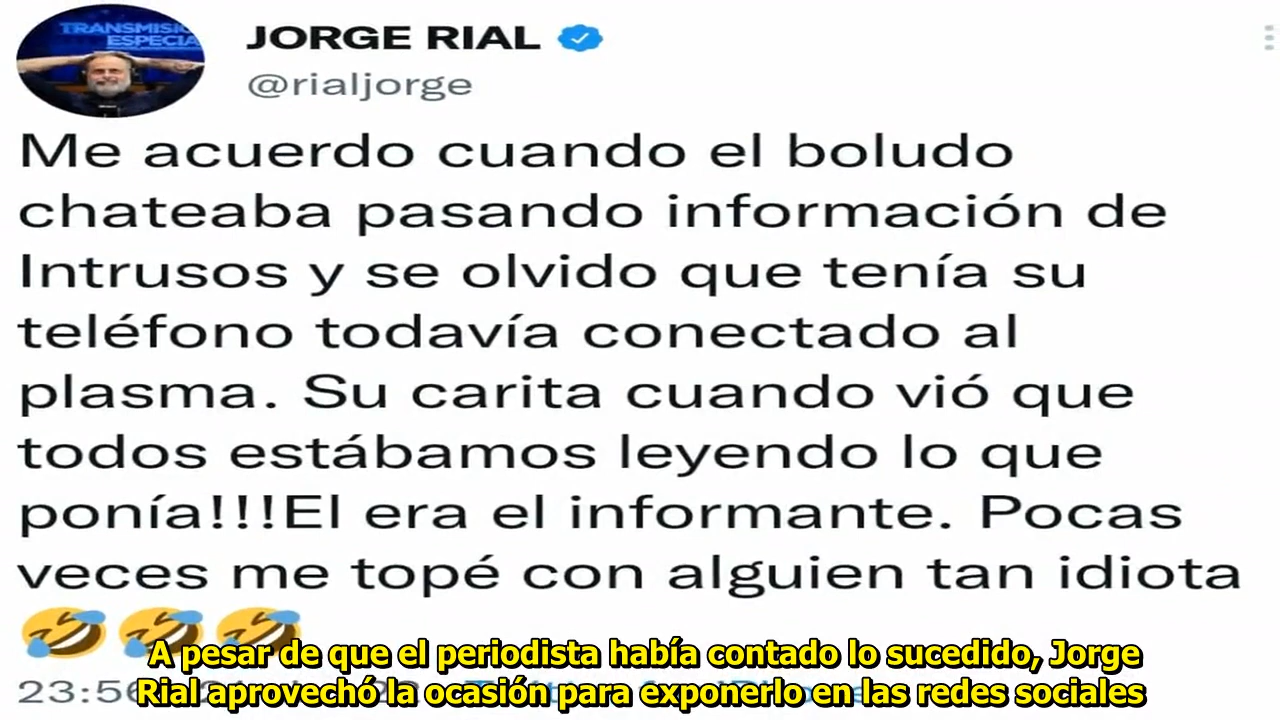 TRANSMISIÓN
ESPECIAL
JORGE RIAL
@rialjorge
Me acuerdo cuando el boludo
chateaba pasando información de
Intrusos y se olvido que tenía su
teléfono todavía conectado al
plasma. Su carita cuando vió que
todos estábamos leyendo lo que
ponía!!!El era el informante. Pocas
veces me topé con alguien tan idiota
🤣🤣🤣
A pesar de que el periodista había contado lo sucedido, Jorge
Rial aprovechó la ocasión para exponerlo en las redes sociales